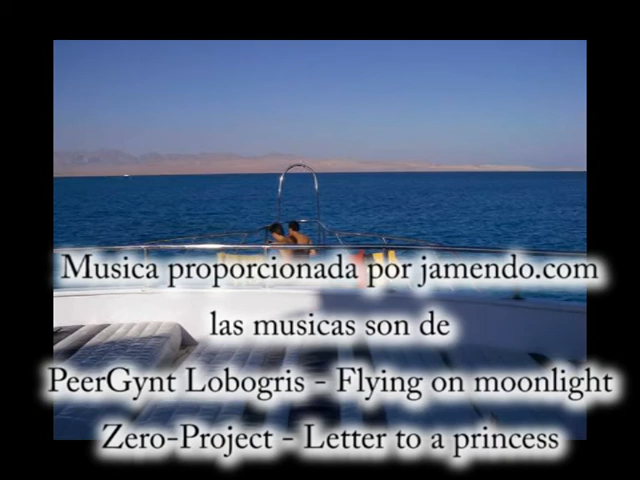 Musica proporcionada por jamendo.com
las musicas son de
PeerGynt Lobogris - Flying on moonlight
Zero-Project - Letter to a princess